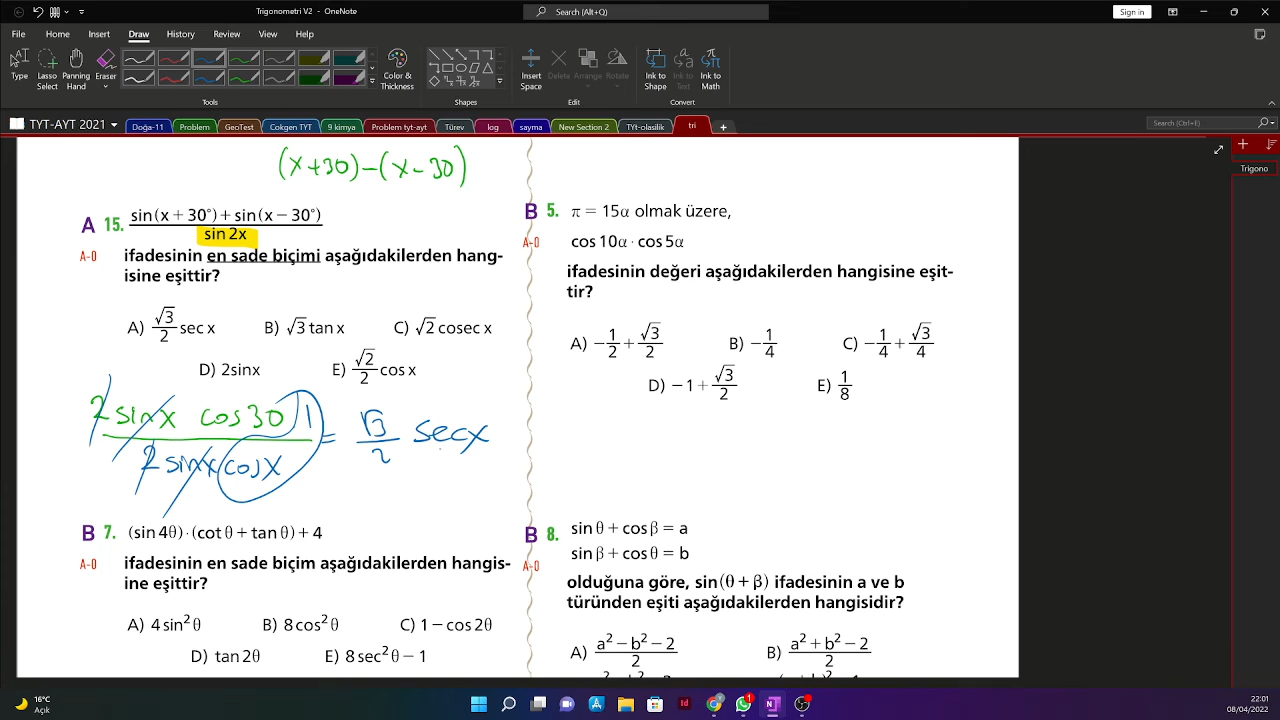 Trigonometri V2 - OneNote
Search (Alt+Q)
Sign in
File Home Insert Draw History Review View Help
Type
Lasso Select
Panning Hand
Eraser
Color & Thickness
Insert Space
Delete
Arrange
Rotate
Ink to Shape
Ink to Text
Ink to Math
Tools Shapes Edit Convert
TYT-AYT 2021 Doğa-11 Problem GeoTest Cokgen TYT 9 kimya Problem tyt-ayt Türev log sayma New Section 2 TYt-olasilik tri
Search (Ctrl+E)
Trigono
(x+30)-(x-30)
A 15. sin(x + 30°) + sin(x − 30°)
sin 2x
A-0 ifadesinin en sade biçimi aşağıdakilerden hang-
isine eşittir?
A) √3/2 sec x B) √3 tan x C) √2 cosec x
D) 2sinx E) √2/2 cos x
2 sinx cos 30 1
2 sinx cosx
= √3/2 secx
B 7. (sin 4θ)·(cot θ + tan θ) + 4
A-0 ifadesinin en sade biçim aşağıdakilerden hangis-
ine eşittir?
A) 4 sin²θ B) 8 cos²θ C) 1 − cos 2θ
D) tan 2θ E) 8 sec²θ − 1
B 5. π = 15α olmak üzere,
A-0 cos 10α · cos 5α
ifadesinin değeri aşağıdakilerden hangisine eşit-
tir?
A) −1/2 + √3/2 B) −1/4 C) −1/4 + √3/4
D) −1 + √3/2 E) 1/8
B 8. sin θ + cos β = a
sin β + cos θ = b
A-0 olduğuna göre, sin(θ + β) ifadesinin a ve b
türünden eşiti aşağıdakilerden hangisidir?
A) a² − b² − 2/2 B) a² + b² − 2/2
16°C
Açık
22:01
08/04/2022